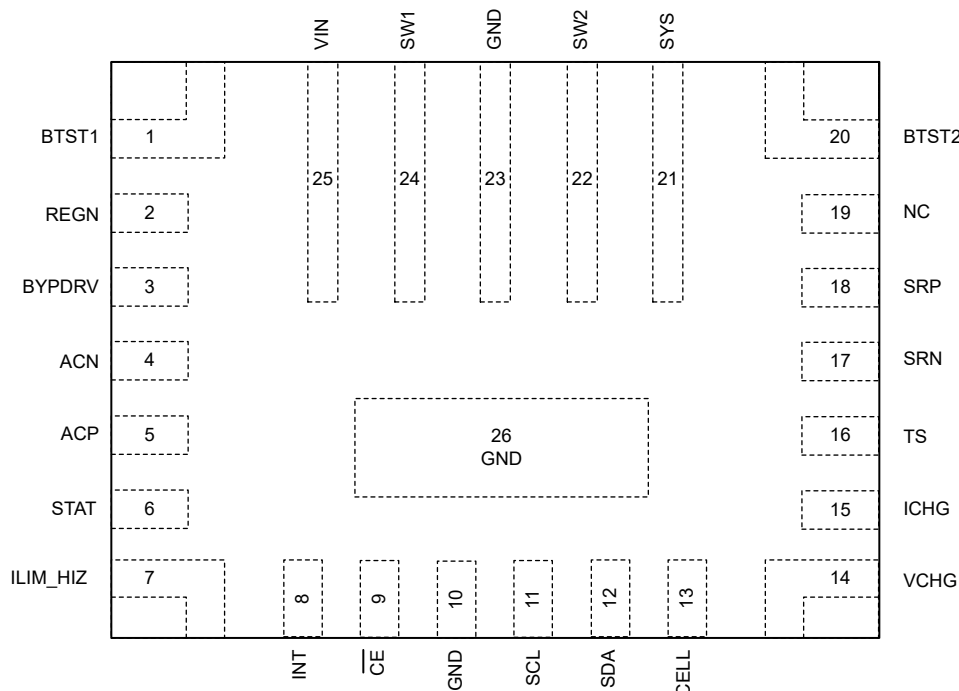 VIN
SW1
GND
SW2
SYS
BTST1
1
20
BTST2
25
24
23
22
21
REGN
2
19
NC
BYPDRV
3
18
SRP
ACN
4
17
SRN
ACP
5
26
GND
16
TS
STAT
6
15
ICHG
ILIM_HIZ
7
14
VCHG
8
9
10
11
12
13
INT
C̅E̅
GND
SCL
SDA
CELL